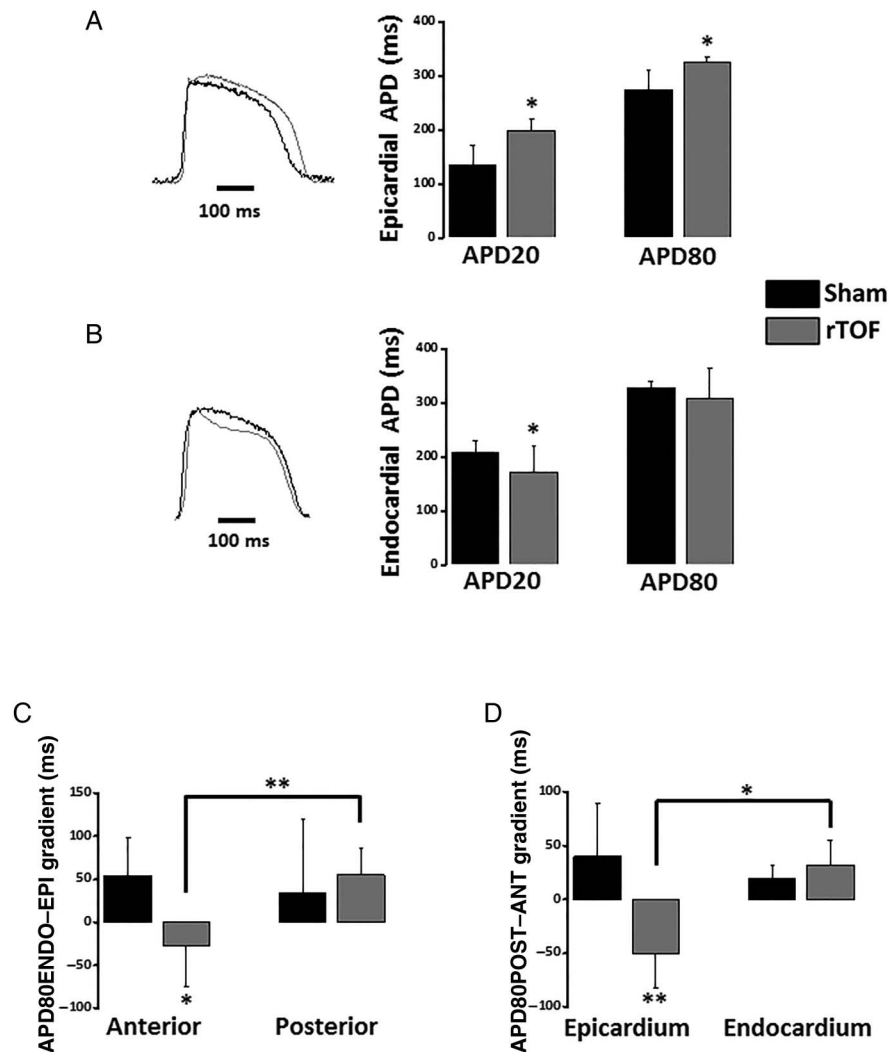 A
Epicardial APD (ms)
400
300
200
100
0
*
*
100 ms
APD20
APD80
Sham
rTOF
B
Endocardial APD (ms)
400
300
200
100
0
*
100 ms
APD20
APD80
C
APD80ENDO–EPI gradient (ms)
150
100
50
0
–50
–100
**
*
Anterior
Posterior
D
APD80POST–ANT gradient (ms)
100
50
0
–50
–100
*
**
Epicardium
Endocardium